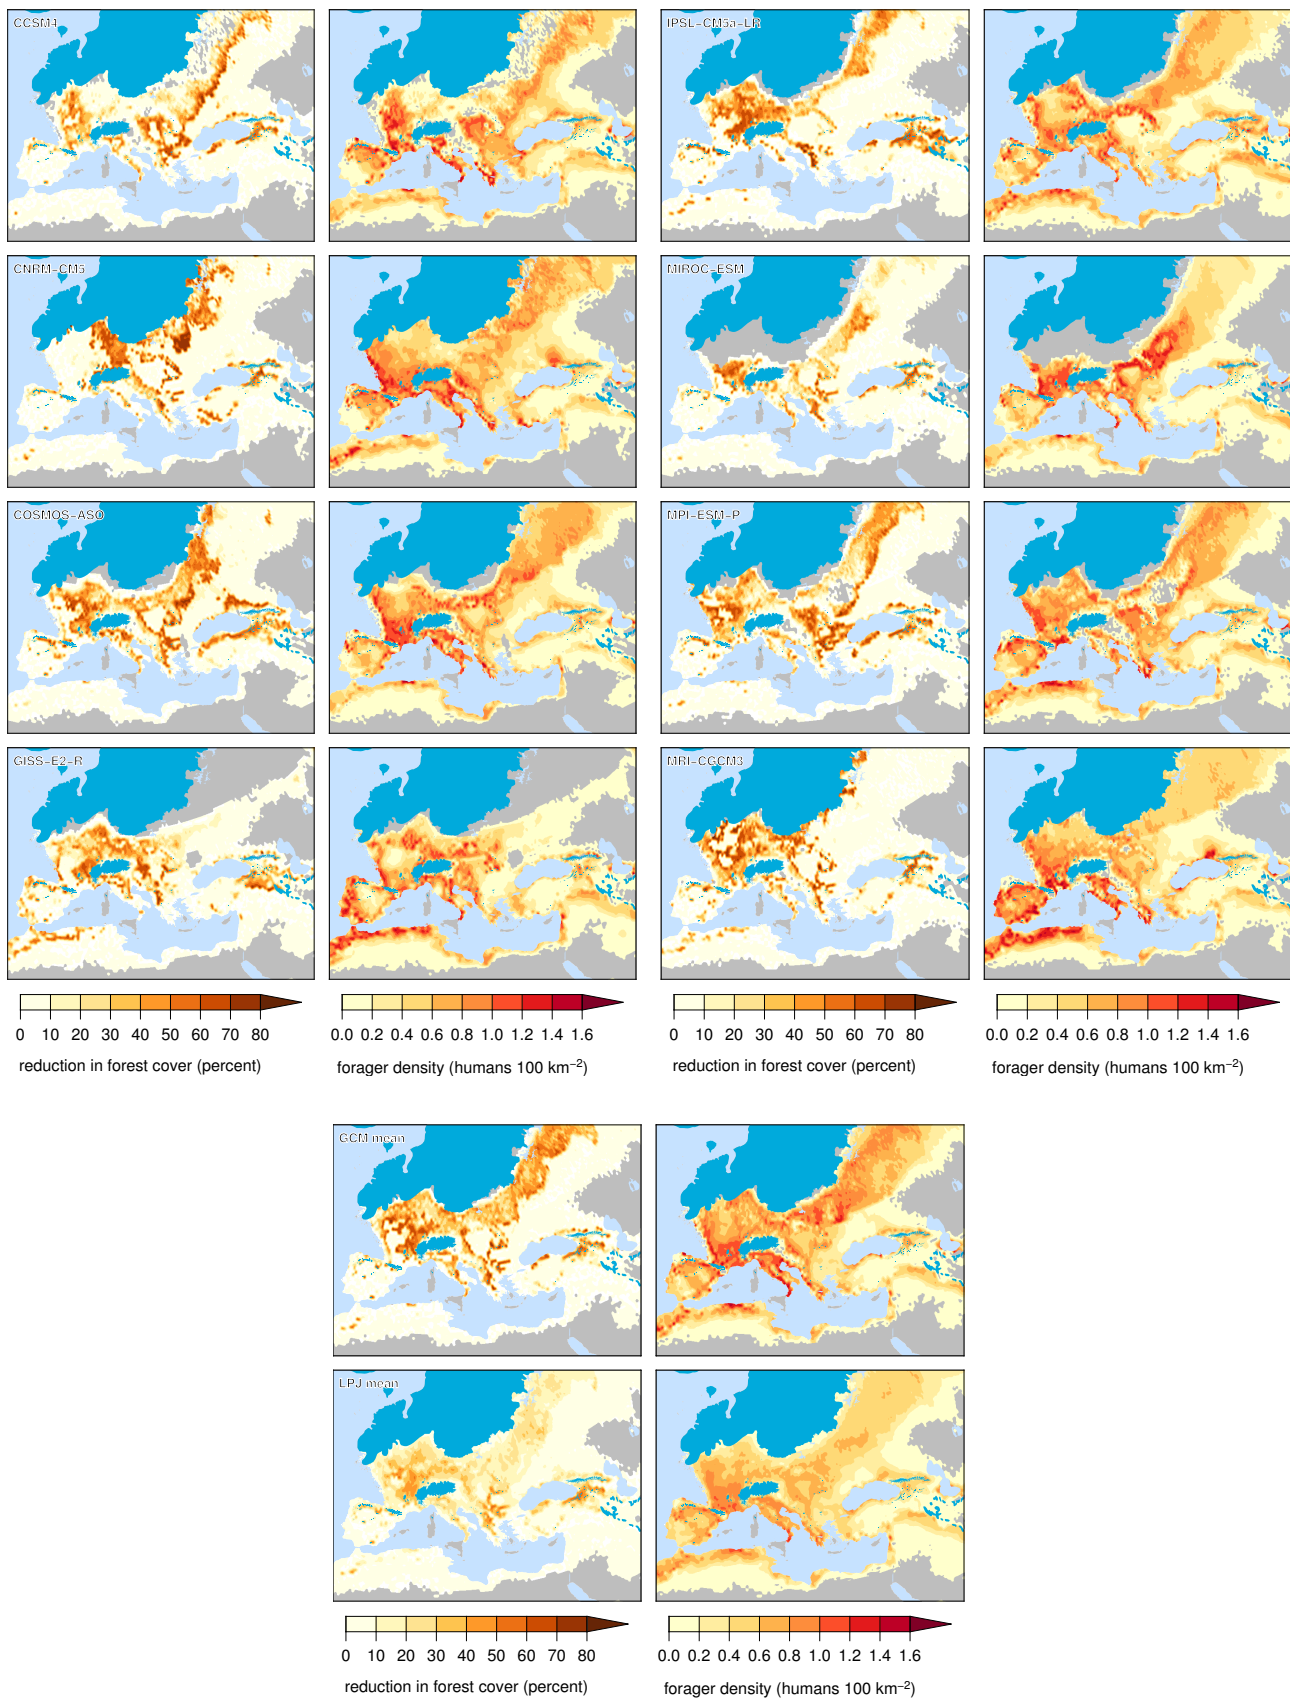 CCSM4
IPSL-CM5a-LR
CNRM-CM5
MIROC-ESM
COSMOS-ASO
MPI-ESM-P
GISS-E2-R
MRI-CGCM3
0 10 20 30 40 50 60 70 80
0.0 0.2 0.4 0.6 0.8 1.0 1.2 1.4 1.6
0 10 20 30 40 50 60 70 80
0.0 0.2 0.4 0.6 0.8 1.0 1.2 1.4 1.6
reduction in forest cover (percent)
forager density (humans 100 km⁻²)
reduction in forest cover (percent)
forager density (humans 100 km⁻²)
GCM mean
LPJ mean
0 10 20 30 40 50 60 70 80
0.0 0.2 0.4 0.6 0.8 1.0 1.2 1.4 1.6
reduction in forest cover (percent)
forager density (humans 100 km⁻²)